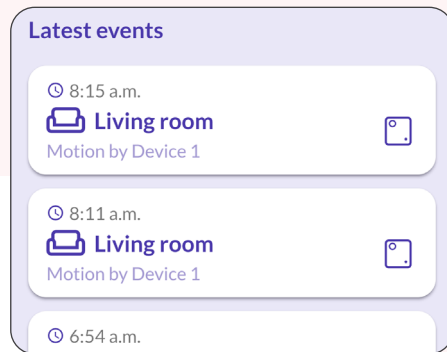 Latest events
8:15 a.m.
Living room
Motion by Device 1
8:11 a.m.
Living room
Motion by Device 1
6:54 a.m.